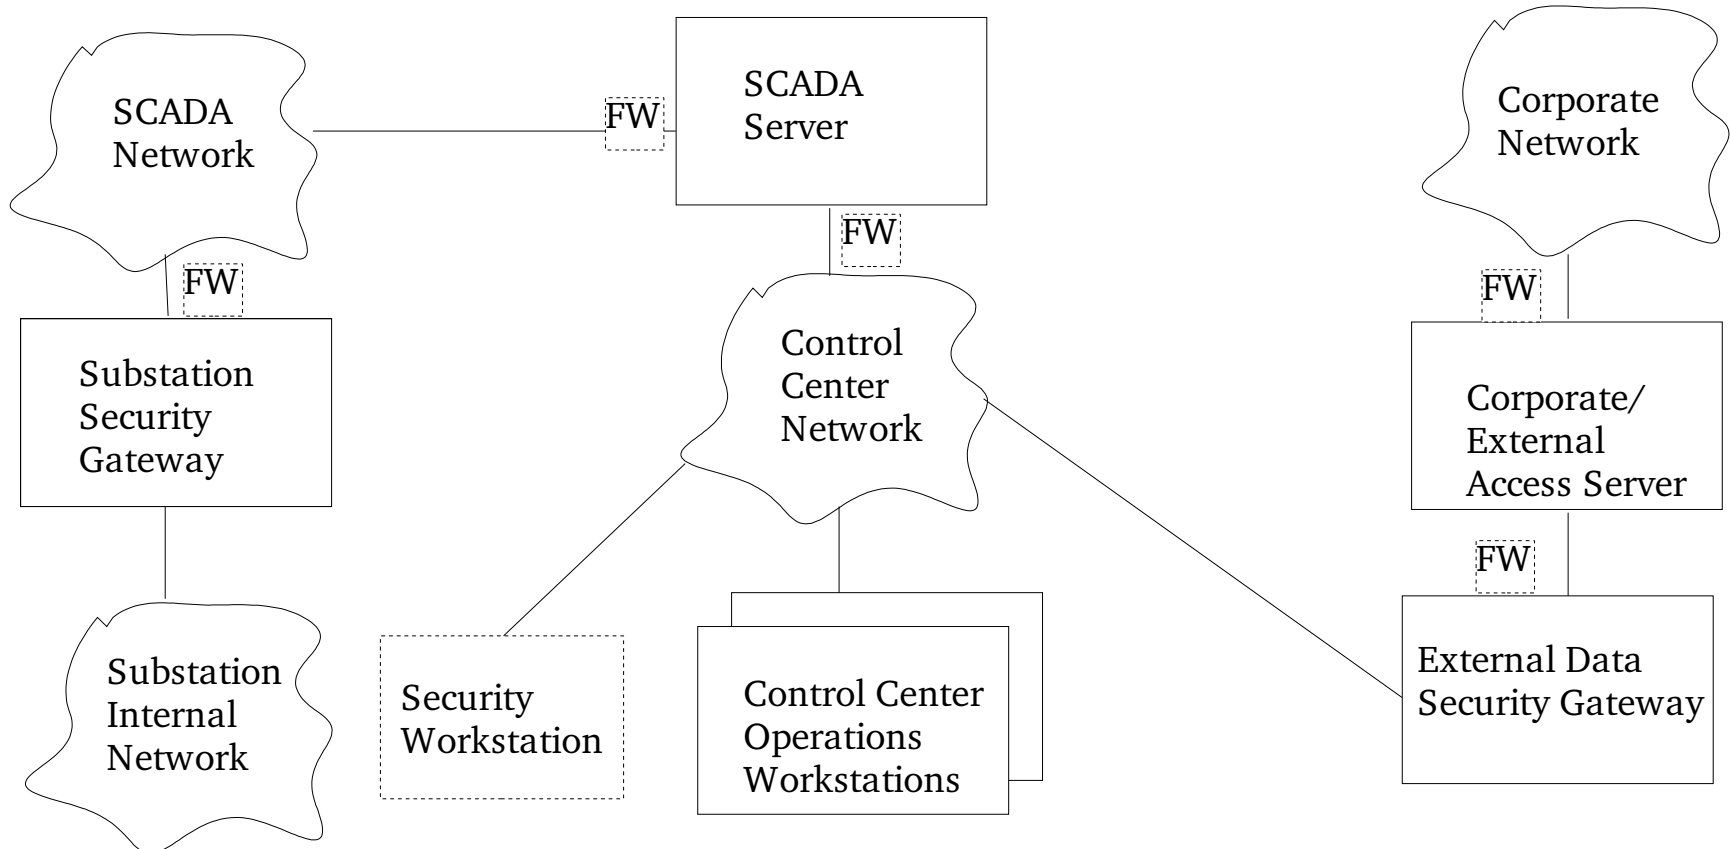 SCADA
Network
FW
SCADA
Server
Corporate
Network
FW
FW
FW
Substation
Security
Gateway
Control
Center
Network
Corporate/
External
Access Server
FW
Substation
Internal
Network
Security
Workstation
Control Center
Operations
Workstations
External Data
Security Gateway